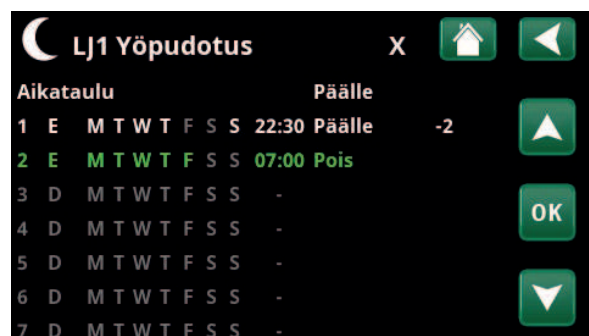 LJ1 Yöpudotus X
Aikataulu Päälle
1 E M T W T F S S 22:30 Päälle -2
2 E M T W T F S S 07:00 Pois
3 D M T W T F S S -
4 D M T W T F S S -
OK
5 D M T W T F S S -
6 D M T W T F S S -
7 D M T W T F S S